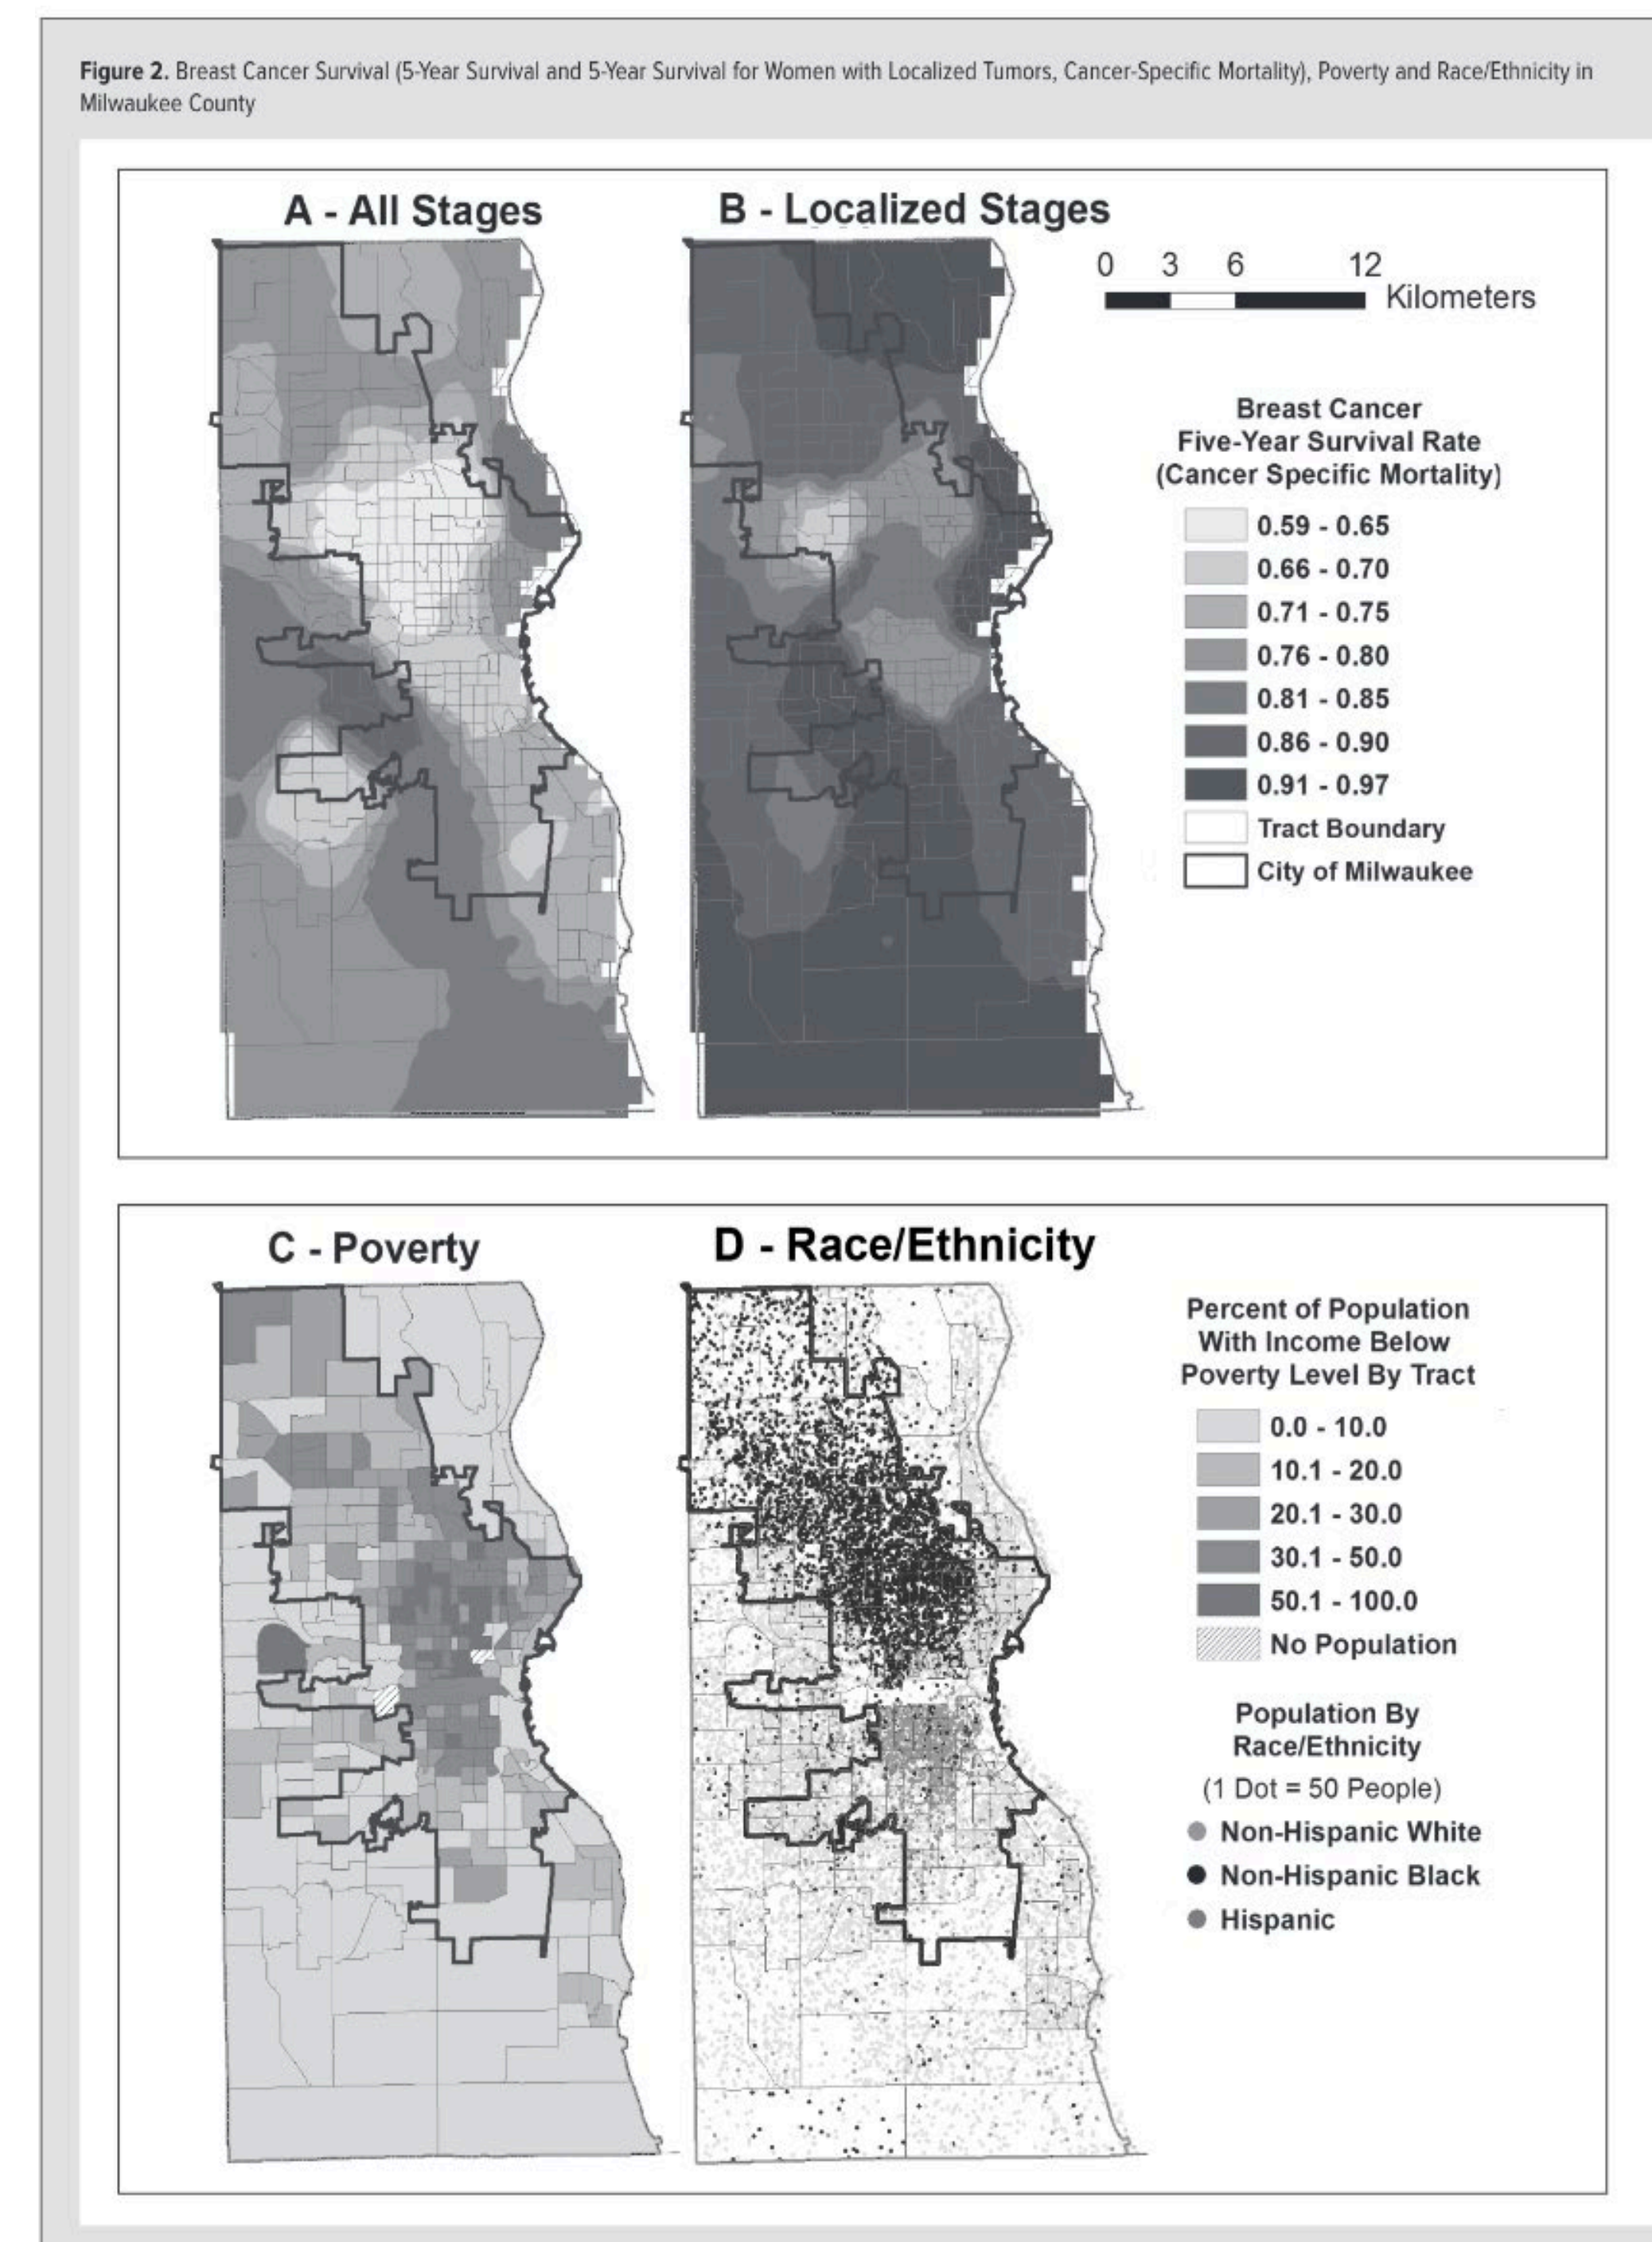 Figure 2. Breast Cancer Survival (5-Year Survival and 5-Year Survival for Women with Localized Tumors, Cancer-Specific Mortality), Poverty and Race/Ethnicity in
Milwaukee County
A - All Stages
B - Localized Stages
0 3 6 12
Kilometers
Breast Cancer
Five-Year Survival Rate
(Cancer Specific Mortality)
0.59 - 0.65
0.66 - 0.70
0.71 - 0.75
0.76 - 0.80
0.81 - 0.85
0.86 - 0.90
0.91 - 0.97
Tract Boundary
City of Milwaukee
C - Poverty
D - Race/Ethnicity
Percent of Population
With Income Below
Poverty Level By Tract
0.0 - 10.0
10.1 - 20.0
20.1 - 30.0
30.1 - 50.0
50.1 - 100.0
No Population
Population By
Race/Ethnicity
(1 Dot = 50 People)
Non-Hispanic White
Non-Hispanic Black
Hispanic